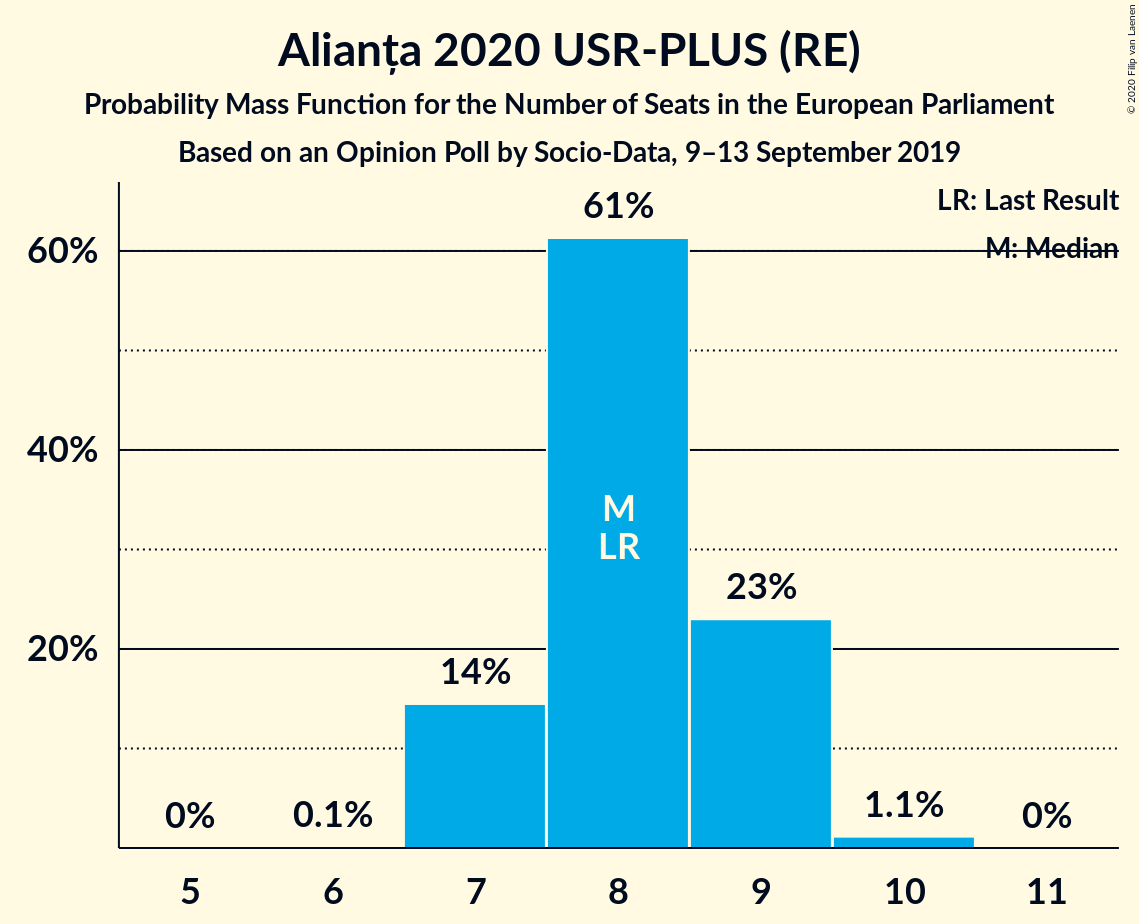 Alianța 2020 USR-PLUS (RE)
Probability Mass Function for the Number of Seats in the European Parliament
Based on an Opinion Poll by Socio-Data, 9–13 September 2019
© 2020 Filip van Laenen
LR: Last Result
M: Median
60%
40%
20%
0%
0.1%
14%
61%
M
LR
23%
1.1%
0%
5
6
7
8
9
10
11